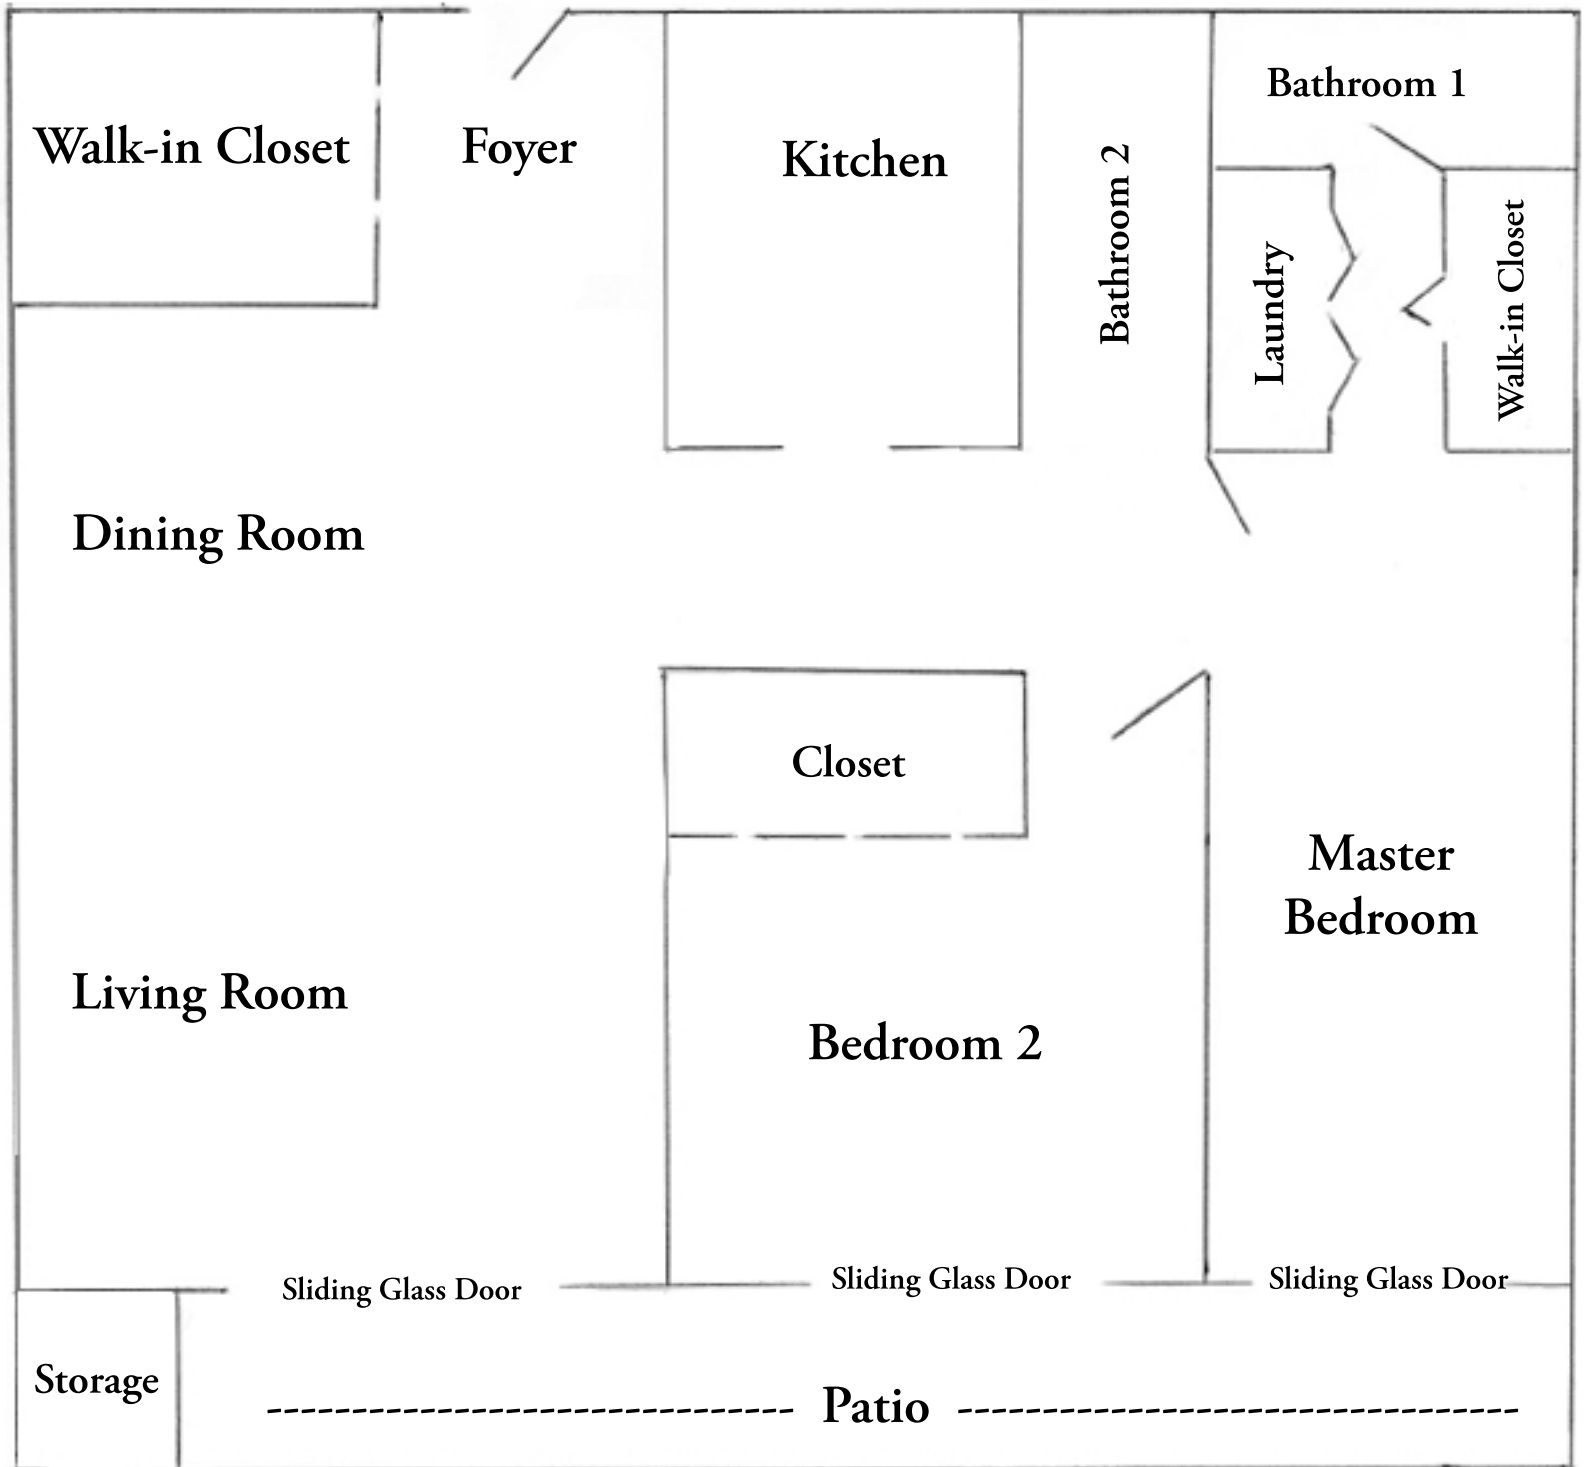 Walk-in Closet
Foyer
Kitchen
Bathroom 2
Bathroom 1
Laundry
Walk-in Closet
Dining Room
Closet
Master
Bedroom
Living Room
Bedroom 2
Sliding Glass Door
Sliding Glass Door
Sliding Glass Door
Storage
Patio